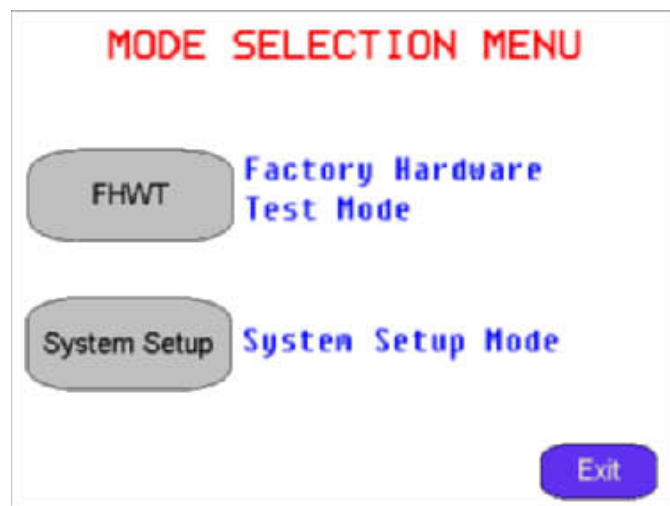 MODE SELECTION MENU
FHWT
Factory Hardware
Test Mode
System Setup
System Setup Mode
Exit